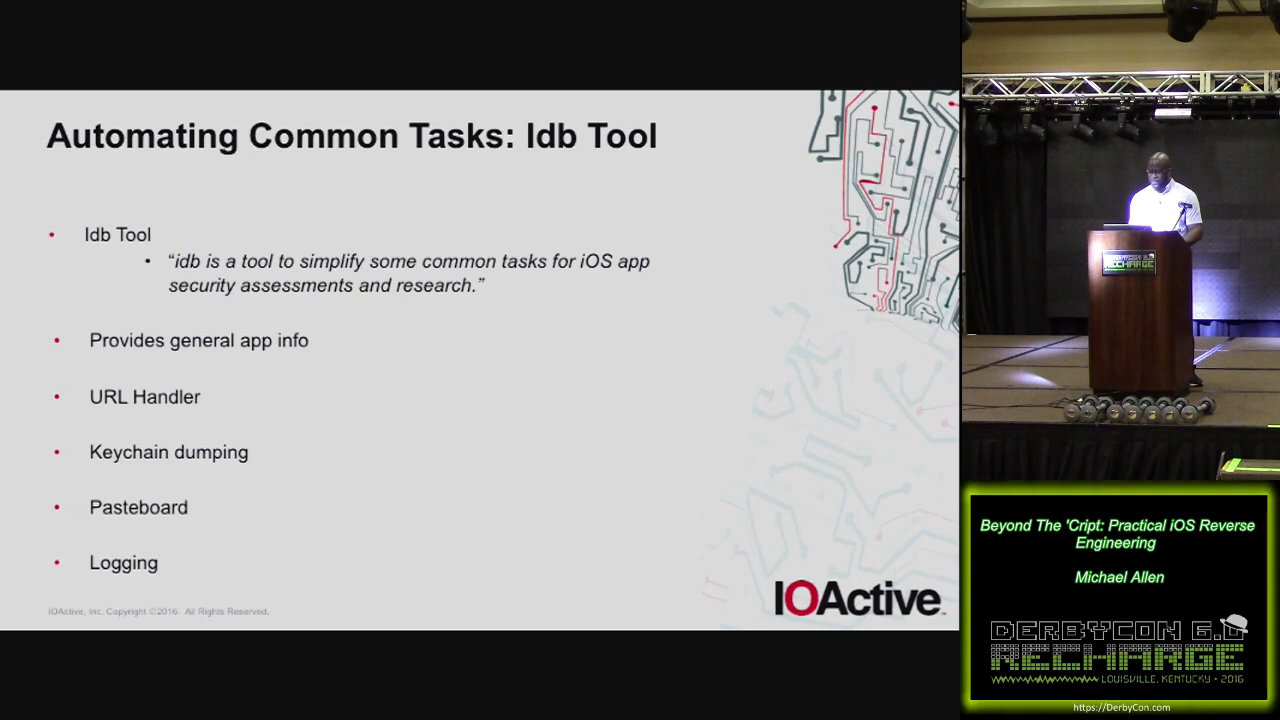 Automating Common Tasks: Idb Tool
• Idb Tool
• “idb is a tool to simplify some common tasks for iOS app
security assessments and research.”
• Provides general app info
• URL Handler
• Keychain dumping
• Pasteboard
• Logging
IOActive, Inc. Copyright ©2016. All Rights Reserved.
IOActive™
RECHARGE
Beyond The 'Cript: Practical iOS Reverse
Engineering
Michael Allen
DERBYCON 6.0
RECHARGE
LOUISVILLE, KENTUCKY • 2016
https://DerbyCon.com